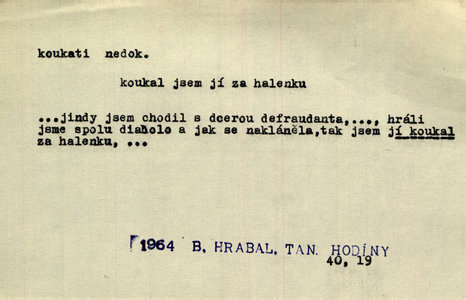 koukati nedok.
koukal jsem jí za halenku
...jindy jsem chodil s dcerou defraudanta,..., hráli
jsme spolu diabolo a jak se nakláněla,tak jsem jí koukal
za halenku, ...
1964 B. HRABAL, TAN. HODINY
40, 19